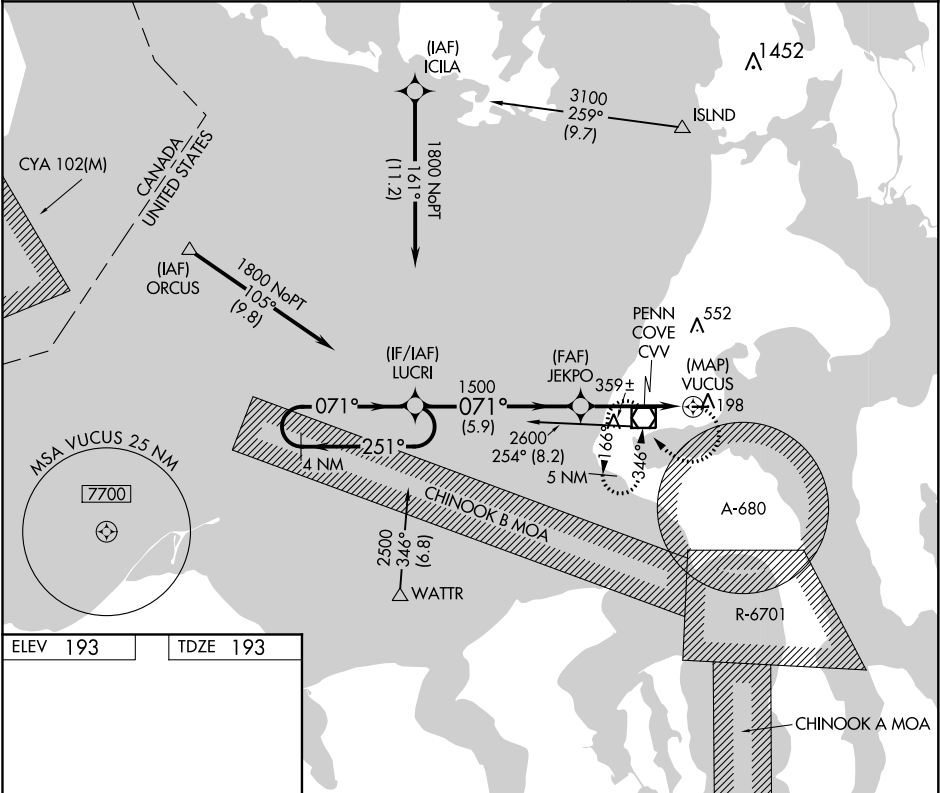 (IAF)
ICILA
1452
3100
259°
(9.7)
ISLND
CYA 102(M)
CANADA
UNITED STATES
1800 NoPT
161°
(11.2)
(IAF)
ORCUS
1800 NoPT
105°
(9.8)
PENN
COVE
CVV
552
(IF/IAF)
LUCRI
(FAF)
JEKPO
(MAP)
VUCUS
359±
198
071°
1500
071°
(5.9)
251°
4 NM
2600
254° (8.2)
166°
346°
5 NM
MSA VUCUS 25 NM
7700
CHINOOK B MOA
A-680
2500
346°
(6.8)
WATTR
R-6701
ELEV 193
TDZE 193
CHINOOK A MOA